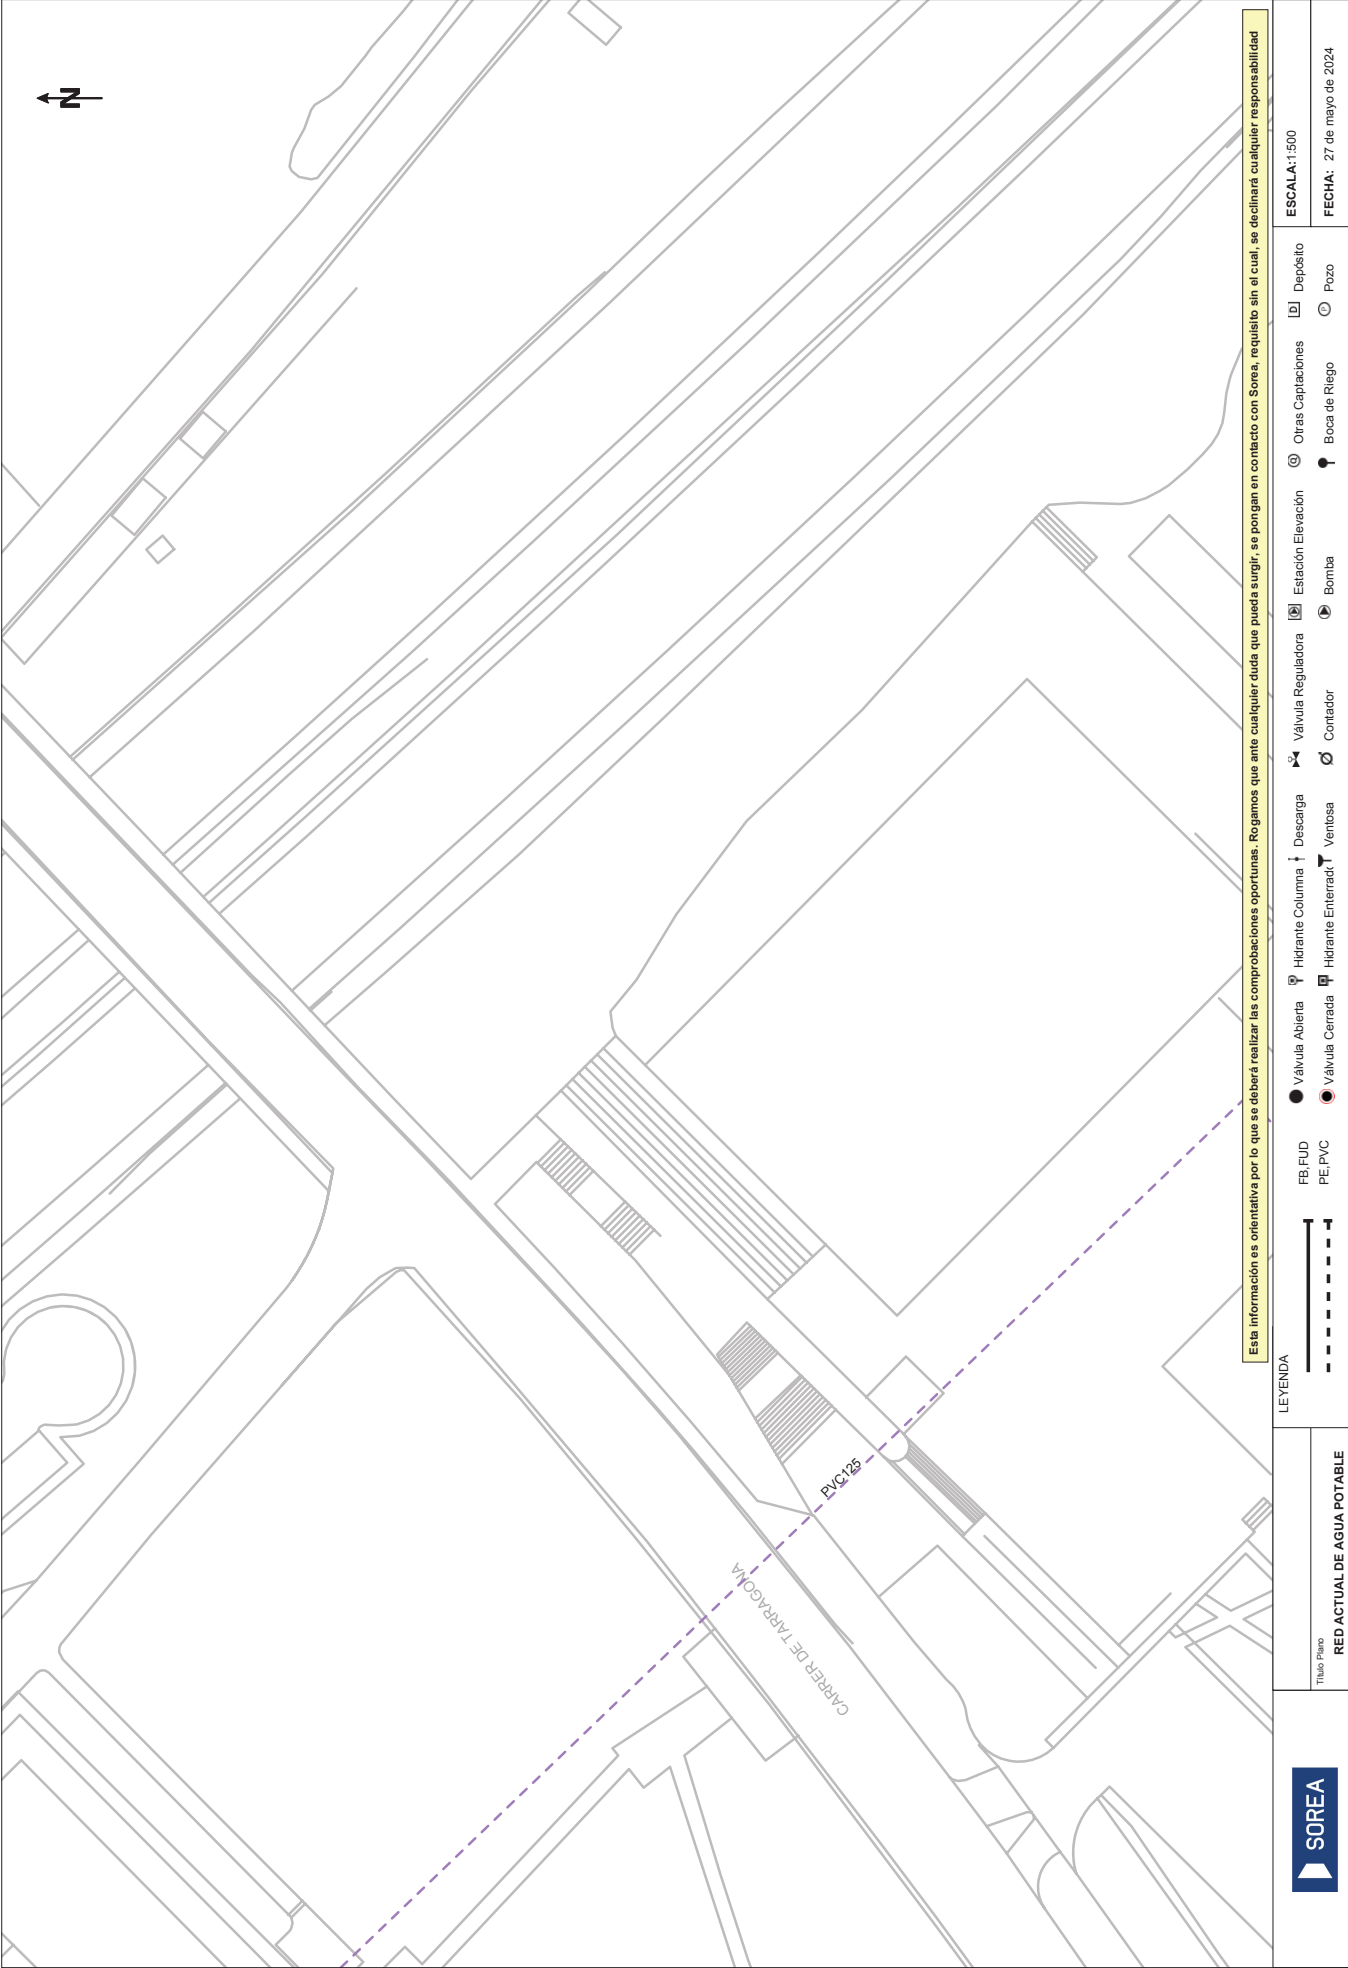 N
PVC125
CARRER DE TARRAGONA
Esta información es orientativa por lo que se deberá realizar las comprobaciones oportunas. Rogamos que ante cualquier duda que pueda surgir, se pongan en contacto con Sorea, requisito sin el cual, se declinará cualquier responsabilidad
SOREA
Título Plano
RED ACTUAL DE AGUA POTABLE
LEYENDA
FB,FUD
PE,PVC
Válvula Abierta
Hidrante Columna
Descarga
Válvula Reguladora
Estación Elevación
Otras Captaciones
D Depósito
Válvula Cerrada
Hidrante Enterrado
Ventosa
Contador
Bomba
Boca de Riego
P Pozo
ESCALA:1:500
FECHA: 27 de mayo de 2024